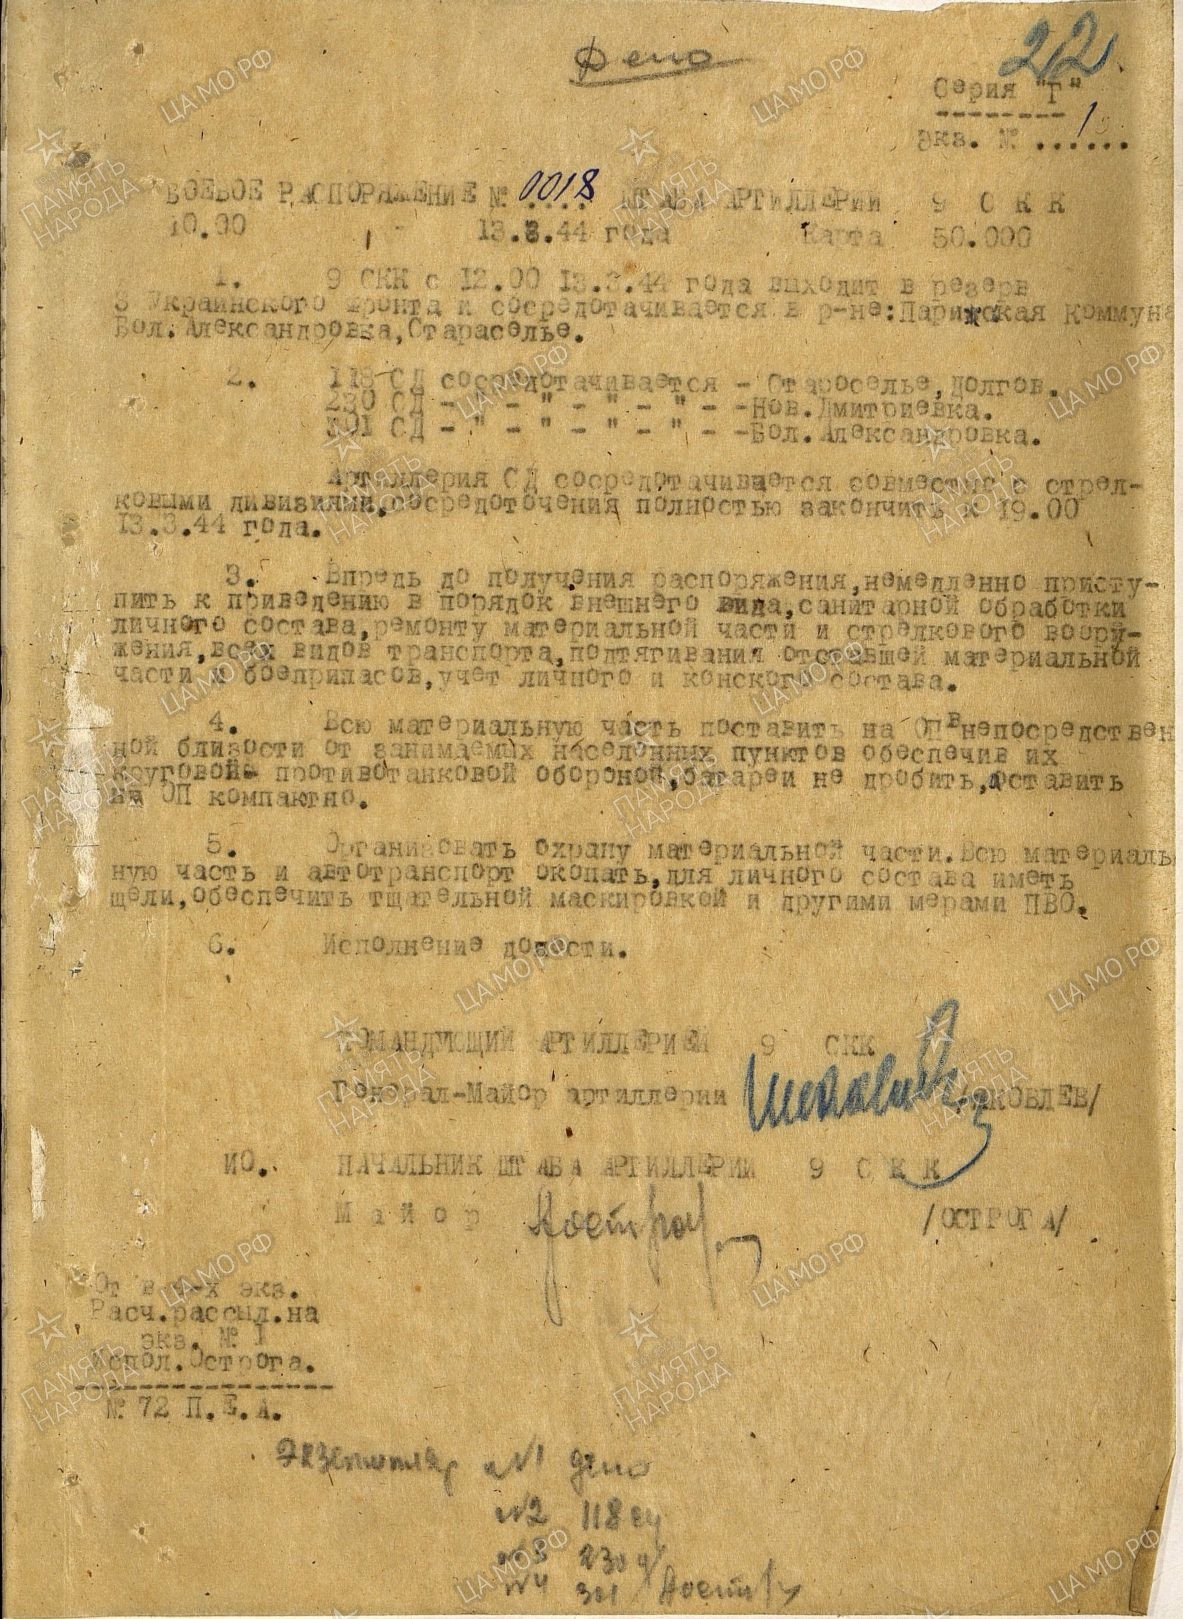 Дело
22
Серия "Г"
Экз. № ...1...
БОЕВОЕ РАСПОРЯЖЕНИЕ № 0018 ШТАБА АРТИЛЛЕРИИ 9 С К К
10.00 13.3.44 года Карта 50.000
1. 9 СКК с 12.00 13.3.44 года выходит в резерв
3 Украинского Фронта и сосредотачивается в р-не: Парижская Коммуна
Бол.Александровка,Стараселье.
2. 118 СД сосредотачивается - Староселье,Долгов.
230 СД - " - " - " - " - -Нов.Дмитриевка.
301 СД - " - " - " - " - -Бол.Александровка.
Артиллерия СД сосредотачивается совместно с стрел-
ковыми дивизиями,сосредоточения полностью закончить к 19.00
13.3.44 года.
3. Впредь до получения распоряжения,немедленно присту-
пить к приведению в порядок внешнего вида,санитарной обработки
личного состава,ремонту материальной части и стрелкового воору-
жения,всех видов транспорта,подтягивания отставшей материальной
части и боеприпасов,учет личного и конского состава.
4. Всю материальную часть поставить на ОП в непосредствен
ной близости от занимаемых населенных пунктов обеспечив их
круговой- противотанковой обороной,батареи не дробить,оставить
на ОП компактно.
5. Организовать охрану материальной части.Всю материаль
ную часть и автотранспорт окопать,для личного состава иметь
щели,обеспечить тщательной маскировкой и другими мерами ПВО.
6. Исполнение донести.
КОМАНДУЮЩИЙ АРТИЛЛЕРИЕЙ 9 СКК
Генерал-Майор артиллерии /ЯКОВЛЕВ/
ИО. НАЧАЛЬНИК ШТАБА АРТИЛЛЕРИИ 9 С К К
М а й о р /ОСТРОГА/
От в 4-х экз.
Расч.рассыл.на
экз. № 1
Испол.Острога.
№ 72 П.Е.А.
Экземпляр №1 дело
№2 118 сд
№3 230 д
№4 301
ПАМЯТЬ НАРОДА
ЦА МО РФ